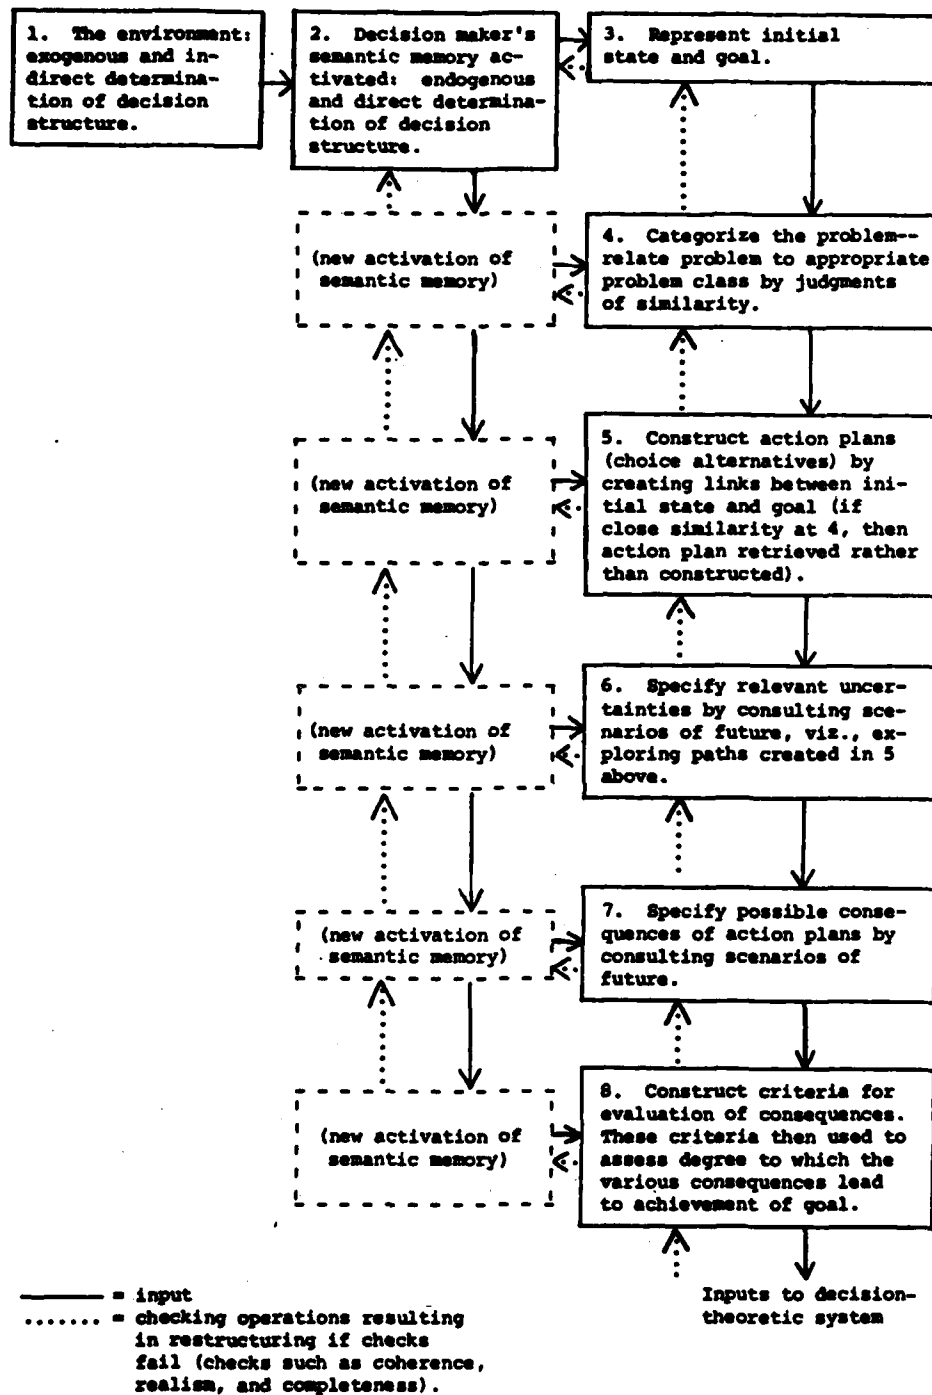 1. The environment:
exogenous and in-
direct determina-
tion of decision
structure.
2. Decision maker's
semantic memory ac-
tivated: endogenous
and direct determina-
tion of decision
structure.
3. Represent initial
state and goal.
(new activation of
semantic memory)
4. Categorize the problem--
relate problem to appropriate
problem class by judgments
of similarity.
(new activation of
semantic memory)
5. Construct action plans
(choice alternatives) by
creating links between ini-
tial state and goal (if
close similarity at 4, then
action plan retrieved rather
than constructed).
(new activation of
semantic memory)
6. Specify relevant uncer-
tainties by consulting sce-
narios of future, viz., ex-
ploring paths created in 5
above.
(new activation of
semantic memory)
7. Specify possible conse-
quences of action plans by
consulting scenarios of
future.
(new activation of
semantic memory)
8. Construct criteria for
evaluation of consequences.
These criteria then used to
assess degree to which the
various consequences lead
to achievement of goal.
Inputs to decision-
theoretic system
= input
= checking operations resulting
in restructuring if checks
fail (checks such as coherence,
realism, and completeness).